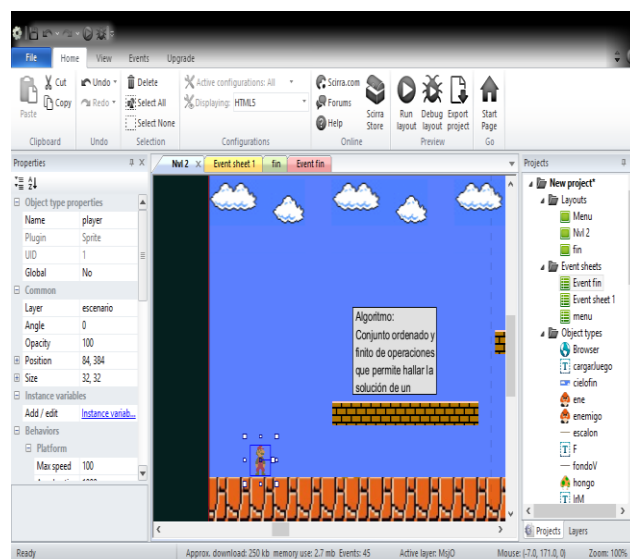 File Home View Events Upgrade
Paste Cut Copy
Clipboard
Undo
Redo
Undo
Delete
Select All
Select None
Selection
Active configurations: All
Displaying: HTML5
Configurations
Scirra.com
Forums
Help
Scirra Store
Online
Run layout
Debug layout
Export project
Preview
Start Page
Go
Properties
Object type properties
Name player
Plugin Sprite
UID 1
Global No
Common
Layer escenario
Angle 0
Opacity 100
Position 84, 384
Size 32, 32
Instance variables
Add / edit Instance variab...
Behaviors
Platform
Max speed 100
Nvl 2 x Event sheet 1 fin Event fin
Algoritmo:
Conjunto ordenado y
finito de operaciones
que permite hallar la
solución de un
Projects
New project*
Layouts
Menu
Nvl 2
fin
Event sheets
Event fin
Event sheet 1
menu
Object types
Browser
cargarJuego
cielofin
ene
enemigo
escalon
F
fondoV
hongo
Projects Layers
Ready Approx. download: 250 kb memory use: 2,7 mb Events: 45 Active layer: MsjO Mouse: (-7.0, 171.0, 0) Zoom: 100%